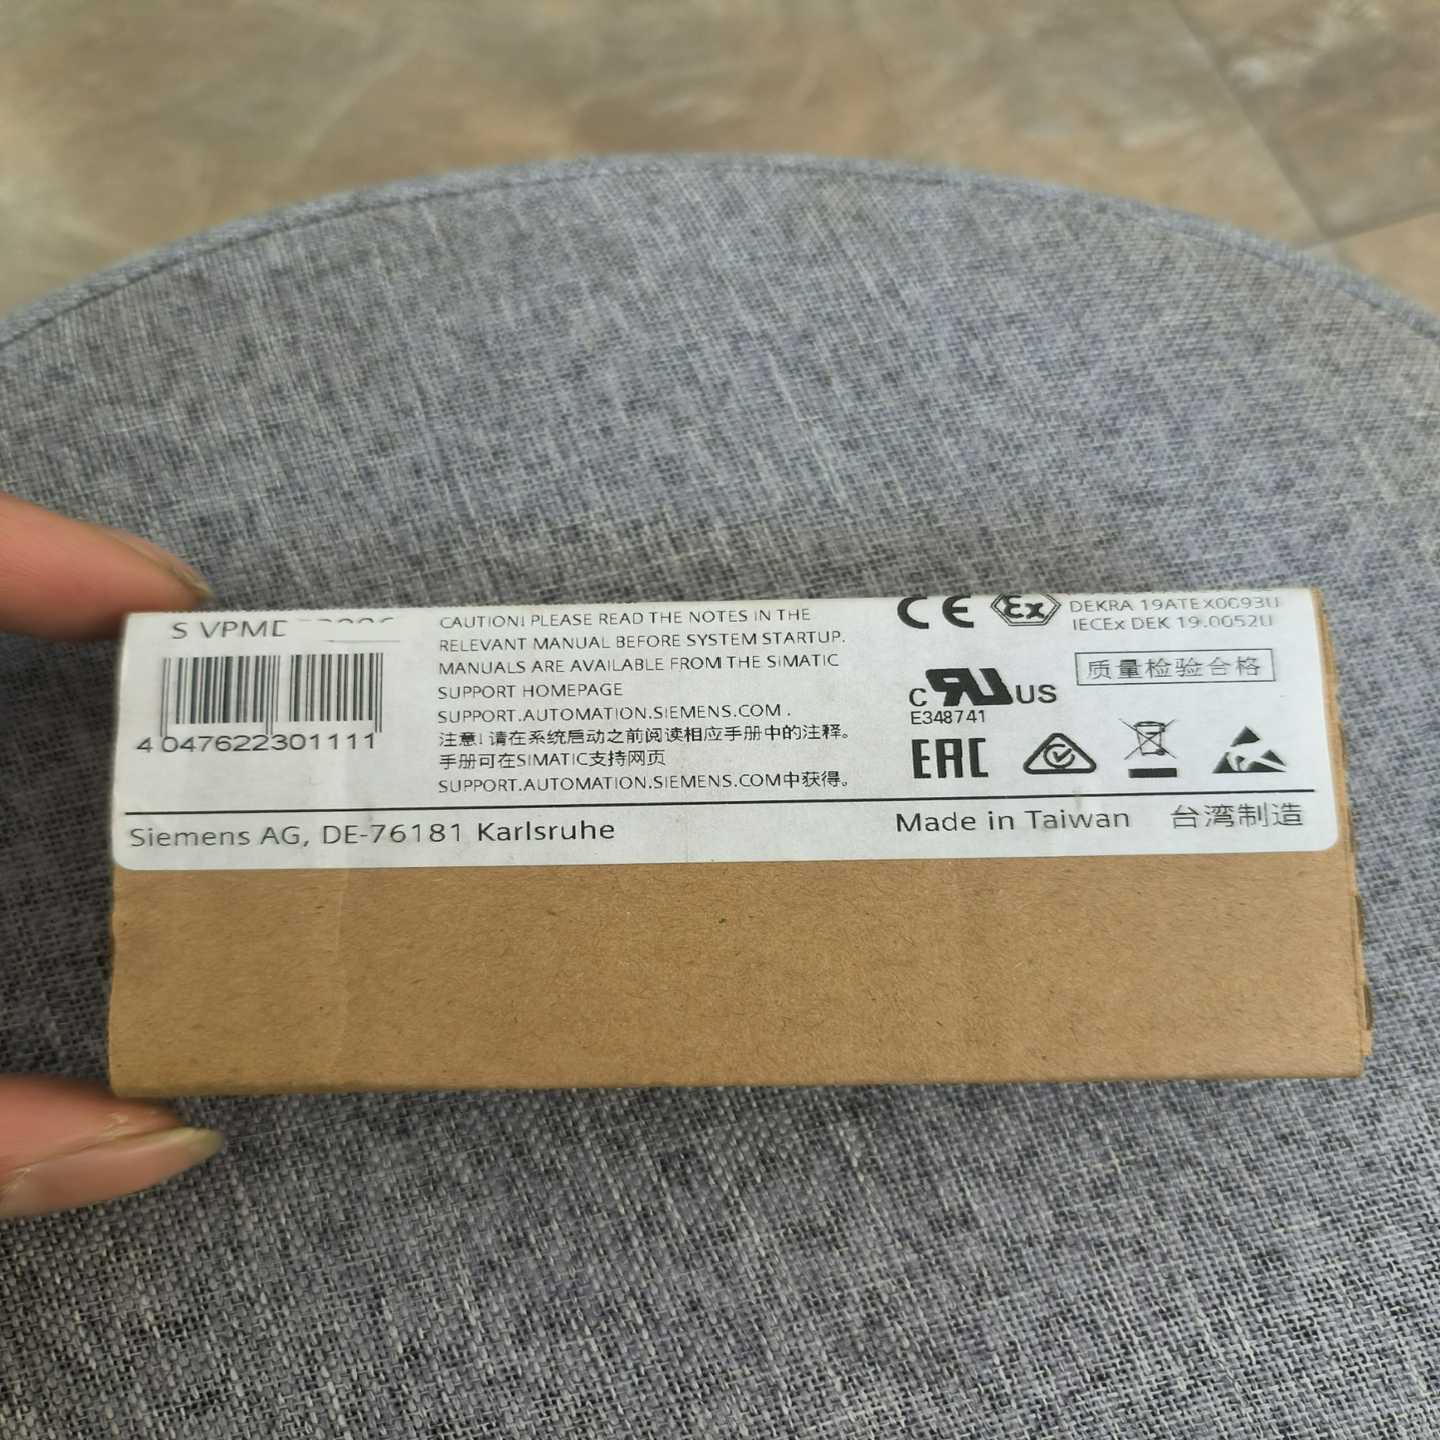 S VPMD
4 047622301111
CAUTION! PLEASE READ THE NOTES IN THE
RELEVANT MANUAL BEFORE SYSTEM STARTUP.
MANUALS ARE AVAILABLE FROM THE SIMATIC
SUPPORT HOMEPAGE
SUPPORT.AUTOMATION.SIEMENS.COM .
注意! 请在系统启动之前阅读相应手册中的注释。
手册可在SIMATIC支持网页
SUPPORT.AUTOMATION.SIEMENS.COM中获得。
CE Ex DEKRA 19ATEX0093U
IECEx DEK 19.0052U
质量检验合格
c RU US
E348741
EAC
Siemens AG, DE-76181 Karlsruhe
Made in Taiwan 台湾制造